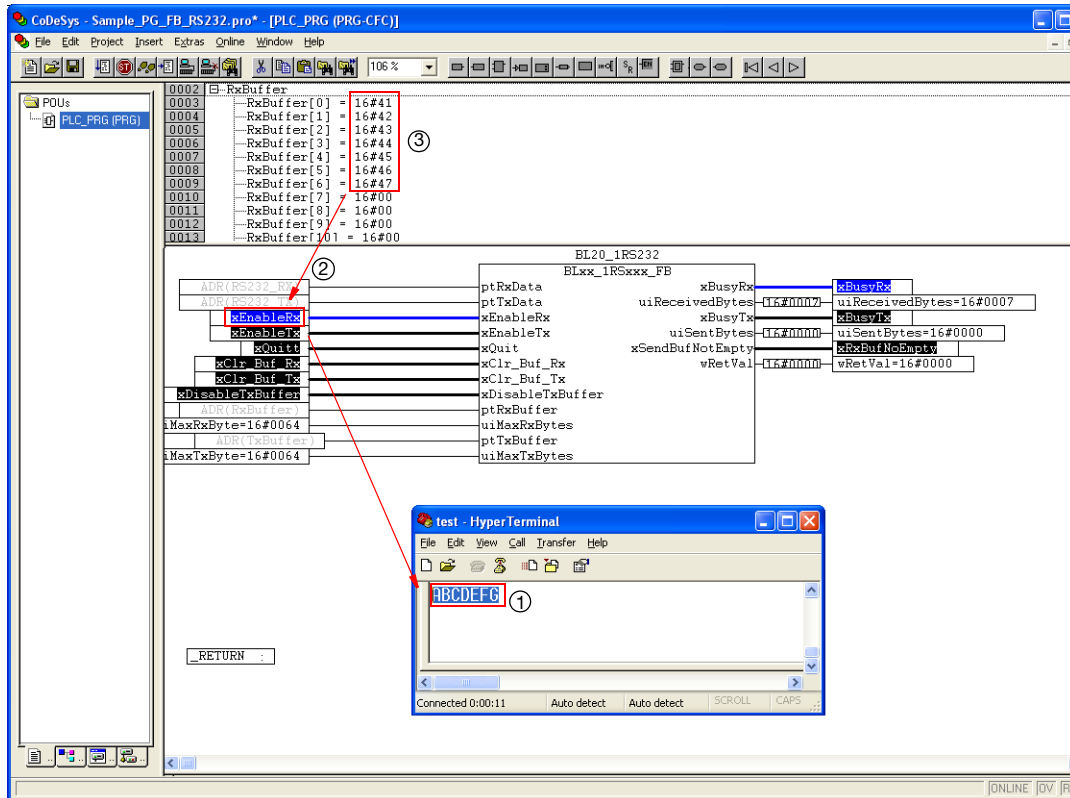 CoDeSys - Sample_PG_FB_RS232.pro* - [PLC_PRG (PRG-CFC)]
File Edit Project Insert Extras Online Window Help
106 %
POUs
PLC_PRG (PRG)
0002 RxBuffer
0003 RxBuffer[0] = 16#41
0004 RxBuffer[1] = 16#42
0005 RxBuffer[2] = 16#43
0006 RxBuffer[3] = 16#44
0007 RxBuffer[4] = 16#45
0008 RxBuffer[5] = 16#46
0009 RxBuffer[6] = 16#47
0010 RxBuffer[7] = 16#00
0011 RxBuffer[8] = 16#00
0012 RxBuffer[9] = 16#00
0013 RxBuffer[10] = 16#00
③
②
BL20_1RS232
BLxx_1RSxxx_FB
ADR(RS232_RX) ptRxData xBusyRx xBusyRx
ADR(RS232_TX) ptTxData uiReceivedBytes 16#0007 uiReceivedBytes=16#0007
xEnableRx xEnableRx xBusyTx xBusyTx
xEnableTx xEnableTx uiSentBytes 16#0000 uiSentBytes=16#0000
xQuitt xQuit xSendBufNotEmpty xRxBufNoEmpty
xClr_Buf_Rx xClr_Buf_Rx wRetVal 16#0000 wRetVal=16#0000
xClr_Buf_Tx xClr_Buf_Tx
xDisableTxBuffer xDisableTxBuffer
ADR(RxBuffer) ptRxBuffer
iMaxRxByte=16#0064 uiMaxRxBytes
ADR(TxBuffer) ptTxBuffer
iMaxTxByte=16#0064 uiMaxTxBytes
test - HyperTerminal
File Edit View Call Transfer Help
ABCDEFG ①
Connected 0:00:11 Auto detect Auto detect SCROLL CAPS
_RETURN :
ONLINE OV R